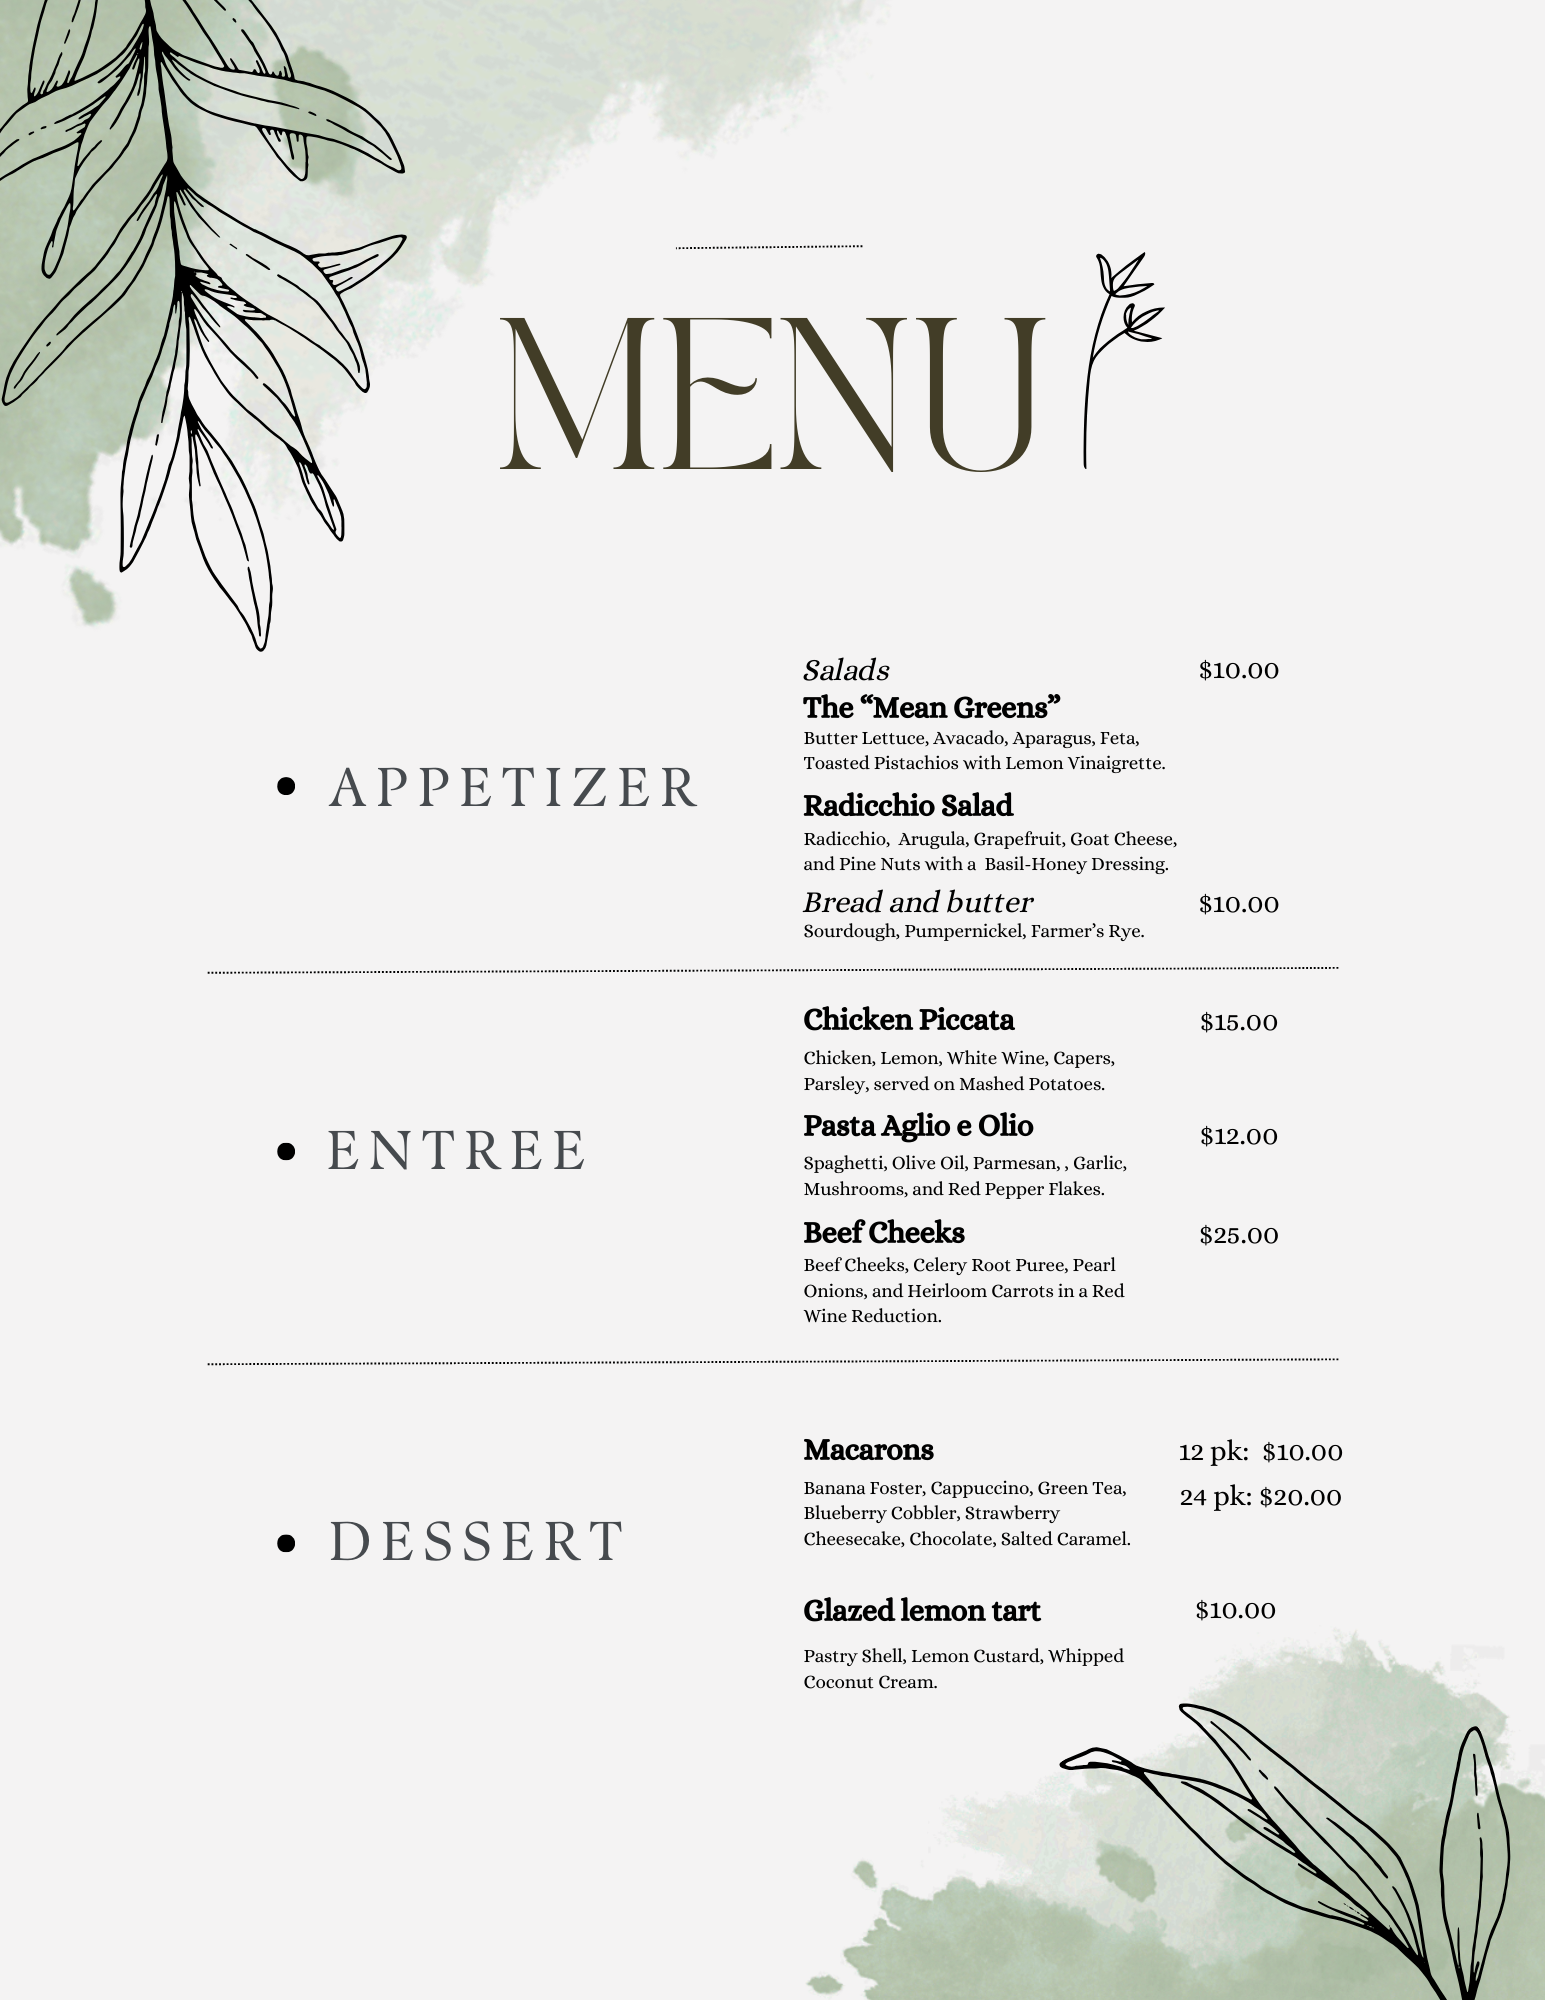 MENU
• APPETIZER
Salads $10.00
The “Mean Greens”
Butter Lettuce, Avacado, Aparagus, Feta,
Toasted Pistachios with Lemon Vinaigrette.
Radicchio Salad
Radicchio,  Arugula, Grapefruit, Goat Cheese,
and Pine Nuts with a  Basil-Honey Dressing.
Bread and butter $10.00
Sourdough, Pumpernickel, Farmer’s Rye.
• ENTREE
Chicken Piccata $15.00
Chicken, Lemon, White Wine, Capers,
Parsley, served on Mashed Potatoes.
Pasta Aglio e Olio $12.00
Spaghetti, Olive Oil, Parmesan, , Garlic,
Mushrooms, and Red Pepper Flakes.
Beef Cheeks $25.00
Beef Cheeks, Celery Root Puree, Pearl
Onions, and Heirloom Carrots in a Red
Wine Reduction.
• DESSERT
Macarons 12 pk:  $10.00
24 pk: $20.00
Banana Foster, Cappuccino, Green Tea,
Blueberry Cobbler, Strawberry
Cheesecake, Chocolate, Salted Caramel.
Glazed lemon tart $10.00
Pastry Shell, Lemon Custard, Whipped
Coconut Cream.